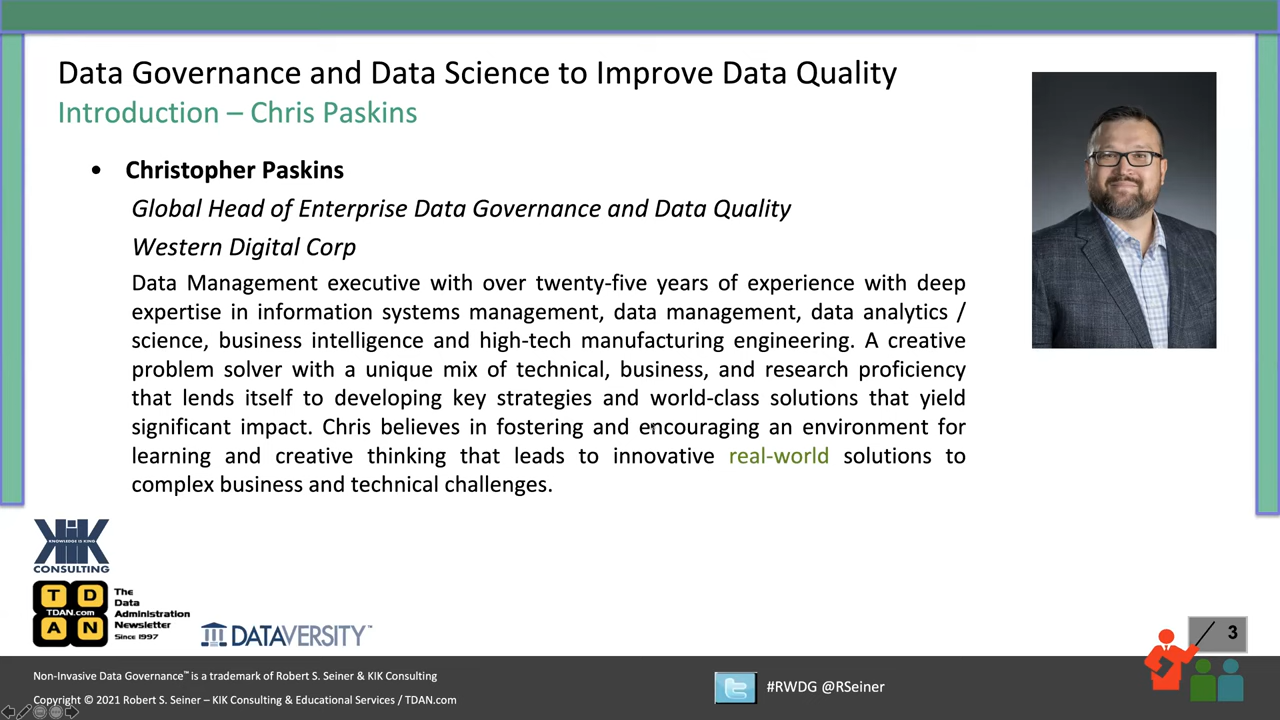 Data Governance and Data Science to Improve Data Quality
Introduction – Chris Paskins
• Christopher Paskins
Global Head of Enterprise Data Governance and Data Quality
Western Digital Corp
Data Management executive with over twenty-five years of experience with deep
expertise in information systems management, data management, data analytics /
science, business intelligence and high-tech manufacturing engineering. A creative
problem solver with a unique mix of technical, business, and research proficiency
that lends itself to developing key strategies and world-class solutions that yield
significant impact. Chris believes in fostering and encouraging an environment for
learning and creative thinking that leads to innovative real-world solutions to
complex business and technical challenges.
KIK
KNOWLEDGE IS KING
CONSULTING
T D
TDAN.com
A N
The
Data
Administration
Newsletter
Since 1997
DATAVERSITY™
3
Non-Invasive Data Governance™ is a trademark of Robert S. Seiner & KIK Consulting
Copyright © 2021 Robert S. Seiner – KIK Consulting & Educational Services / TDAN.com
#RWDG @RSeiner